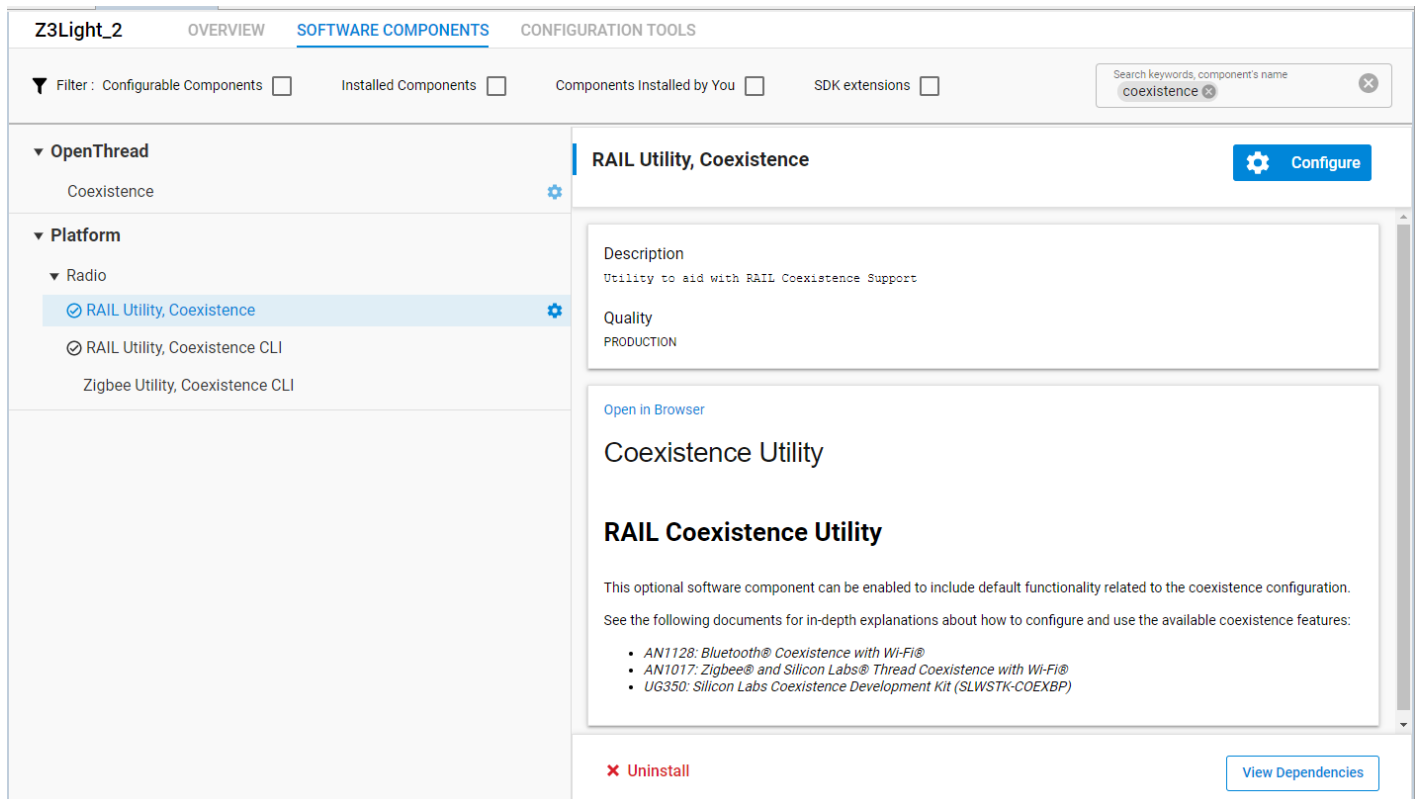 Z3Light_2 OVERVIEW SOFTWARE COMPONENTS CONFIGURATION TOOLS
Filter : Configurable Components Installed Components Components Installed by You SDK extensions
Search keywords, component's name
coexistence
OpenThread
Coexistence
Platform
Radio
RAIL Utility, Coexistence
RAIL Utility, Coexistence CLI
Zigbee Utility, Coexistence CLI
RAIL Utility, Coexistence
Configure
Description
Utility to aid with RAIL Coexistence Support
Quality
PRODUCTION
Open in Browser
Coexistence Utility
RAIL Coexistence Utility
This optional software component can be enabled to include default functionality related to the coexistence configuration.
See the following documents for in-depth explanations about how to configure and use the available coexistence features:
• AN1128: Bluetooth® Coexistence with Wi-Fi®
• AN1017: Zigbee® and Silicon Labs® Thread Coexistence with Wi-Fi®
• UG350: Silicon Labs Coexistence Development Kit (SLWSTK-COEXBP)
Uninstall
View Dependencies